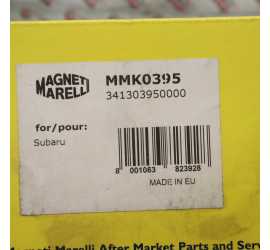 MAGNETI
MARELLI
MMK0395
341303950000
for/pour:
Subaru
8 001063 823928
MADE IN EU
Magneti Marelli After Market Parts and Serv